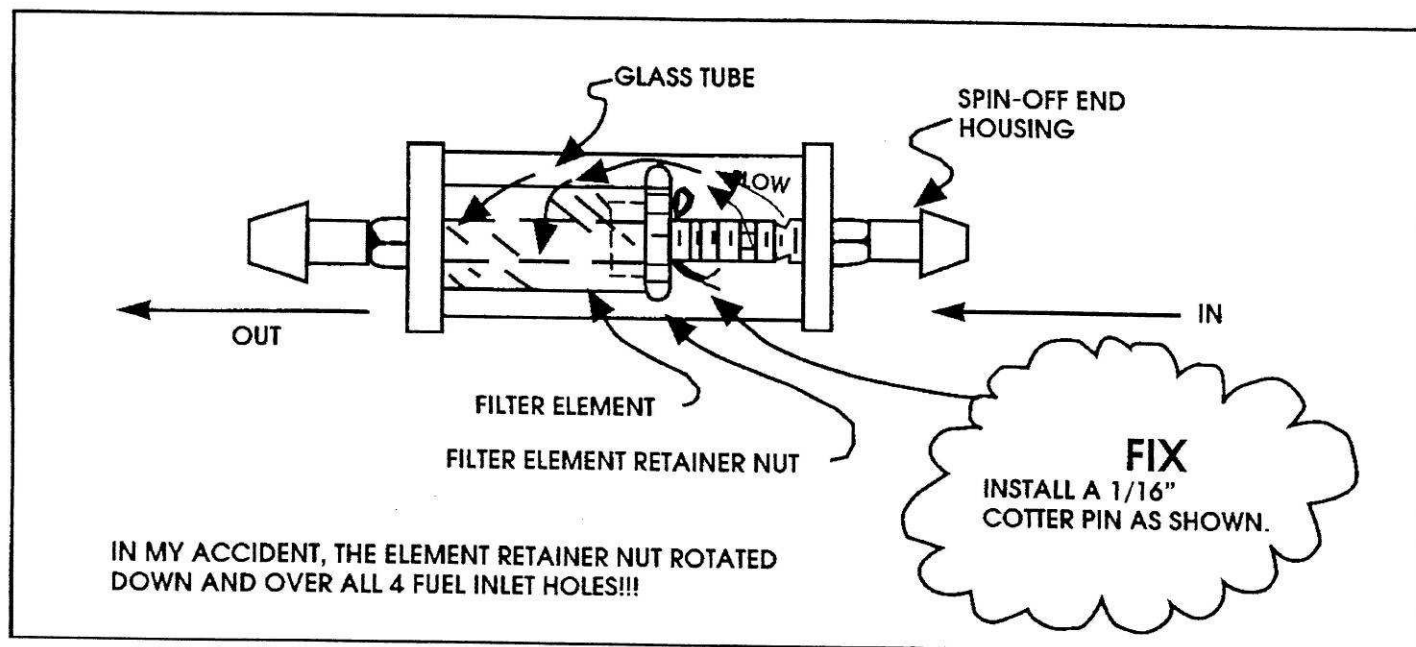 GLASS TUBE
SPIN-OFF END
HOUSING
FLOW
OUT
IN
FILTER ELEMENT
FILTER ELEMENT RETAINER NUT
FIX
INSTALL A 1/16"
COTTER PIN AS SHOWN.
IN MY ACCIDENT, THE ELEMENT RETAINER NUT ROTATED
DOWN AND OVER ALL 4 FUEL INLET HOLES!!!